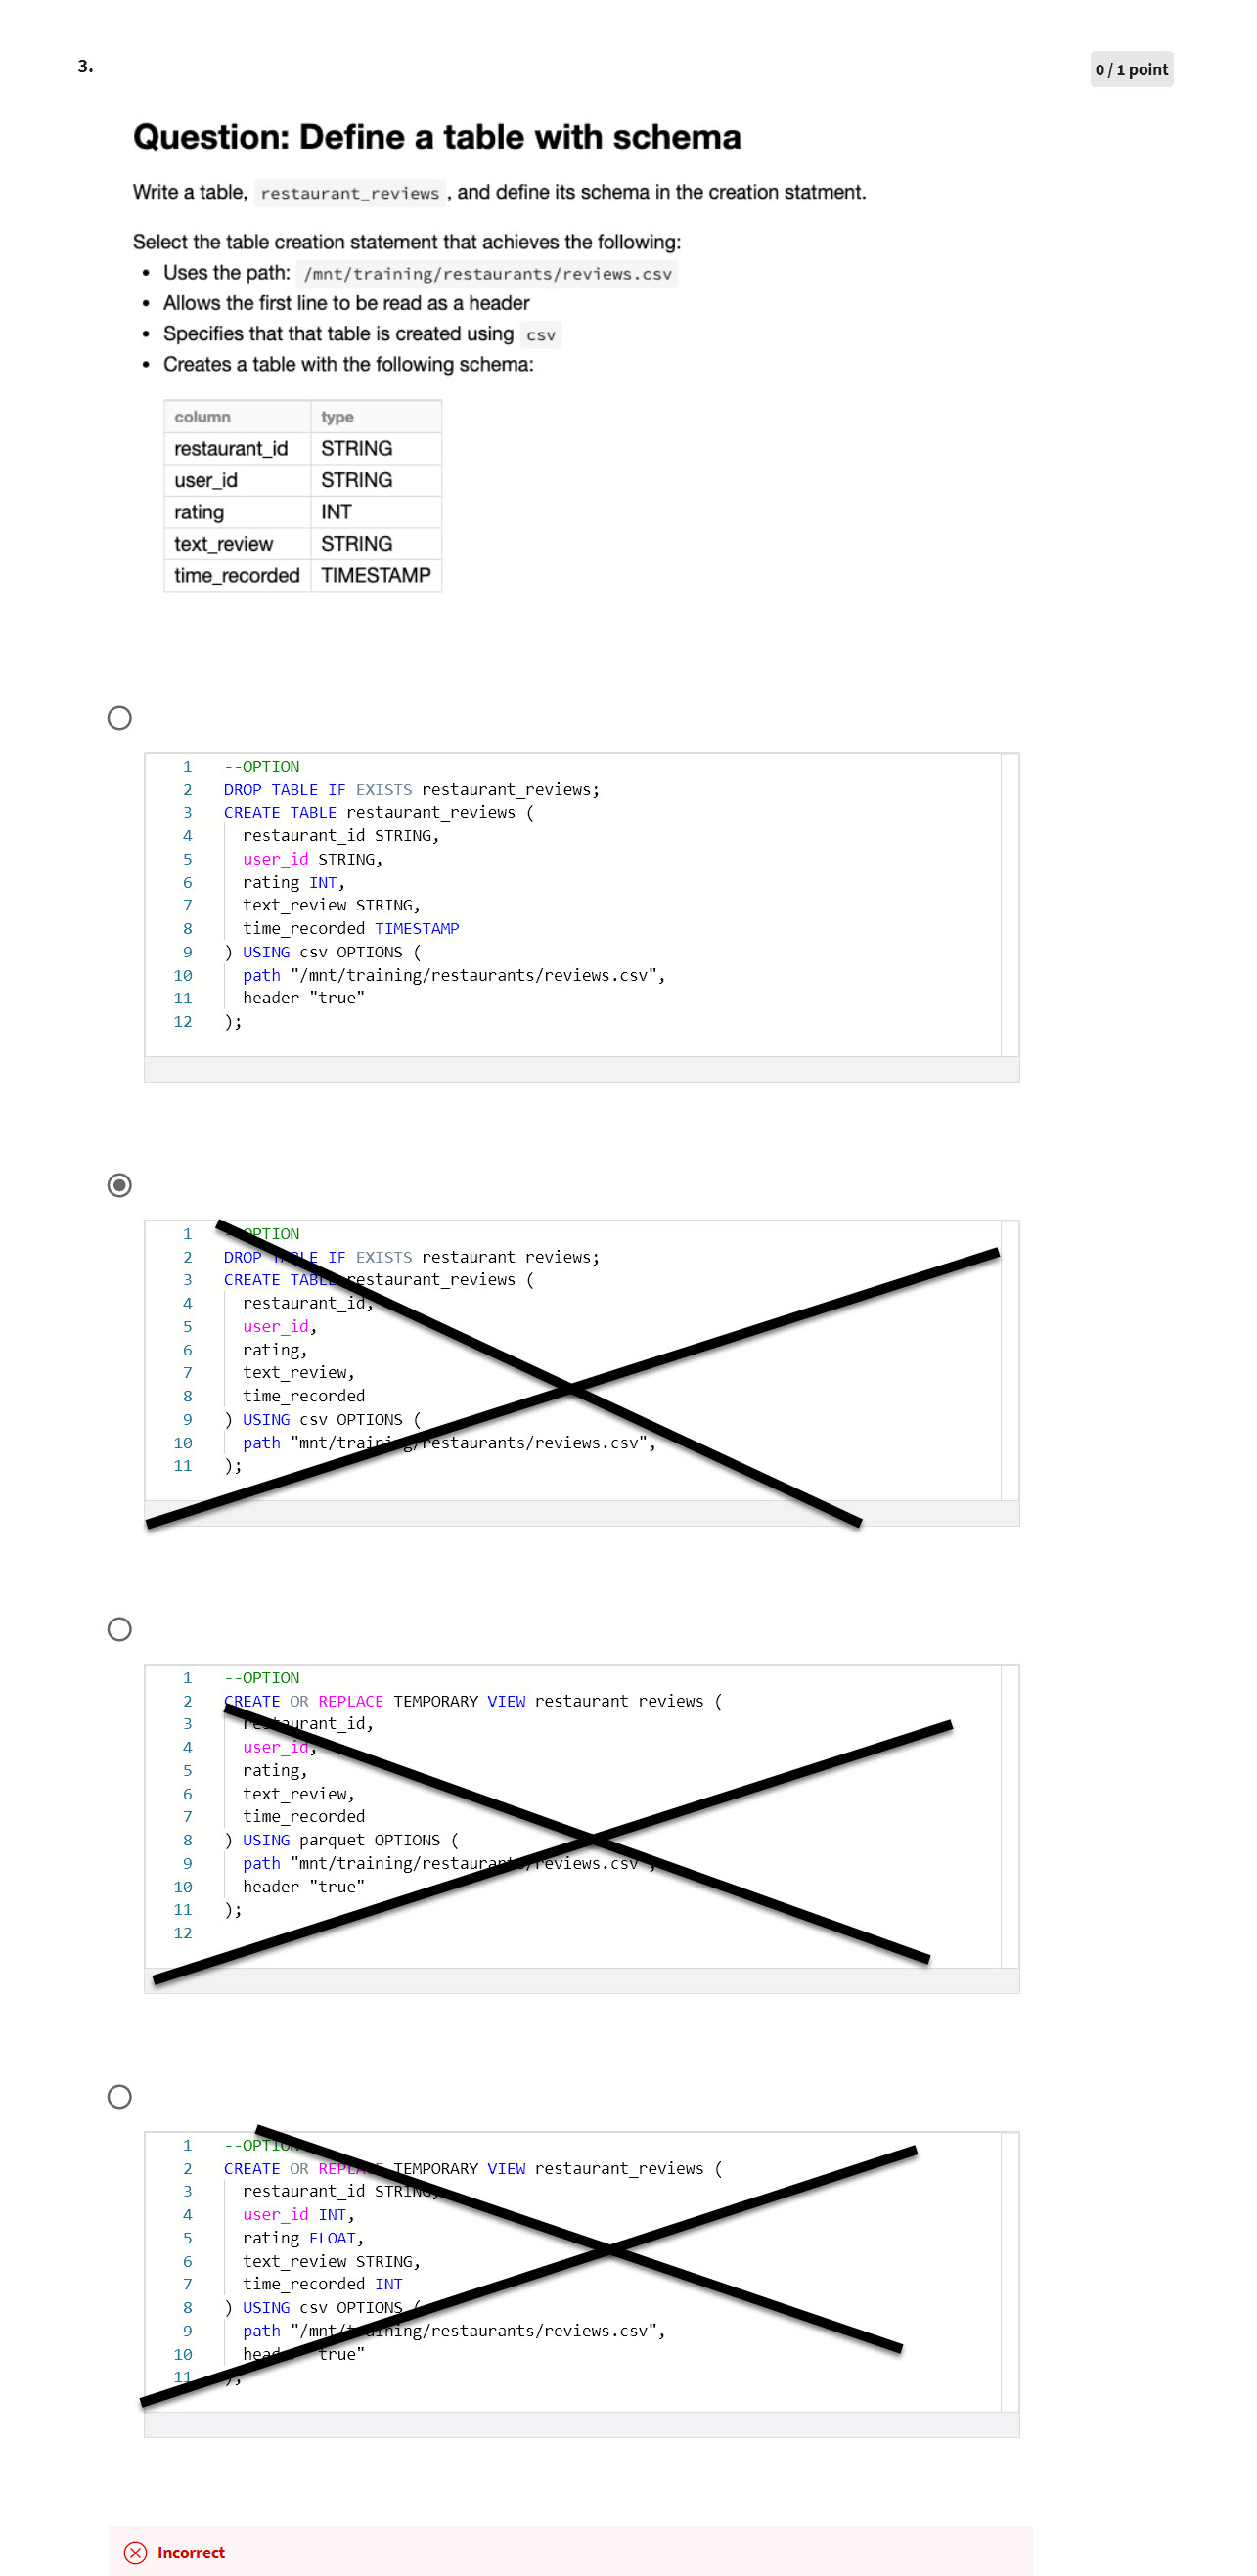 3.
0 / 1 point
Question: Define a table with schema
Write a table, restaurant_reviews , and define its schema in the creation statment.
Select the table creation statement that achieves the following:
• Uses the path: /mnt/training/restaurants/reviews.csv
• Allows the first line to be read as a header
• Specifies that that table is created using csv
• Creates a table with the following schema:
column type
restaurant_id STRING
user_id STRING
rating INT
text_review STRING
time_recorded TIMESTAMP
1 --OPTION
2 DROP TABLE IF EXISTS restaurant_reviews;
3 CREATE TABLE restaurant_reviews (
4 restaurant_id STRING,
5 user_id STRING,
6 rating INT,
7 text_review STRING,
8 time_recorded TIMESTAMP
9 ) USING csv OPTIONS (
10 path "/mnt/training/restaurants/reviews.csv",
11 header "true"
12 );
1 --OPTION
2 DROP TABLE IF EXISTS restaurant_reviews;
3 CREATE TABLE restaurant_reviews (
4 restaurant_id,
5 user_id,
6 rating,
7 text_review,
8 time_recorded
9 ) USING csv OPTIONS (
10 path "mnt/training/restaurants/reviews.csv",
11 );
1 --OPTION
2 CREATE OR REPLACE TEMPORARY VIEW restaurant_reviews (
3 restaurant_id,
4 user_id,
5 rating,
6 text_review,
7 time_recorded
8 ) USING parquet OPTIONS (
9 path "mnt/training/restaurants/reviews.csv",
10 header "true"
11 );
12
1 --OPTION
2 CREATE OR REPLACE TEMPORARY VIEW restaurant_reviews (
3 restaurant_id STRING,
4 user_id INT,
5 rating FLOAT,
6 text_review STRING,
7 time_recorded INT
8 ) USING csv OPTIONS (
9 path "/mnt/training/restaurants/reviews.csv",
10 header "true"
11 );
Incorrect